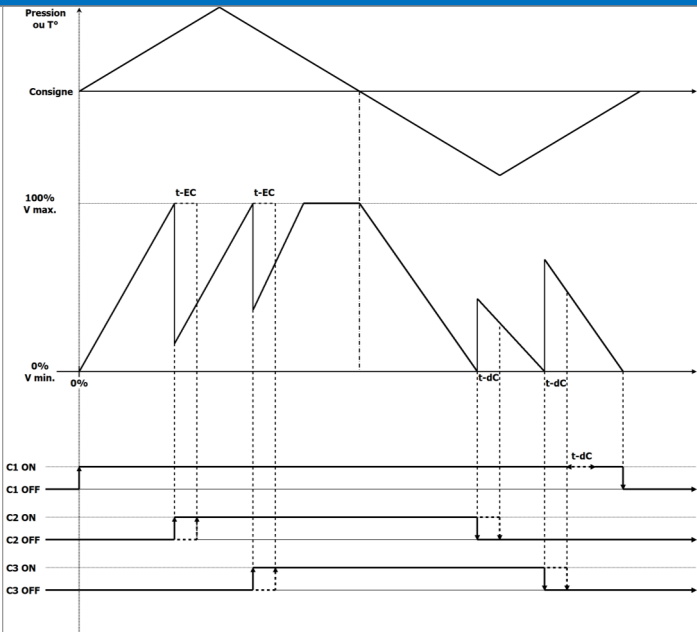 Pression
ou T°
Consigne
t-EC
t-EC
100%
V max.
0%
V min.
0%
t-dC
t-dC
t-dC
C1 ON
C1 OFF
C2 ON
C2 OFF
C3 ON
C3 OFF